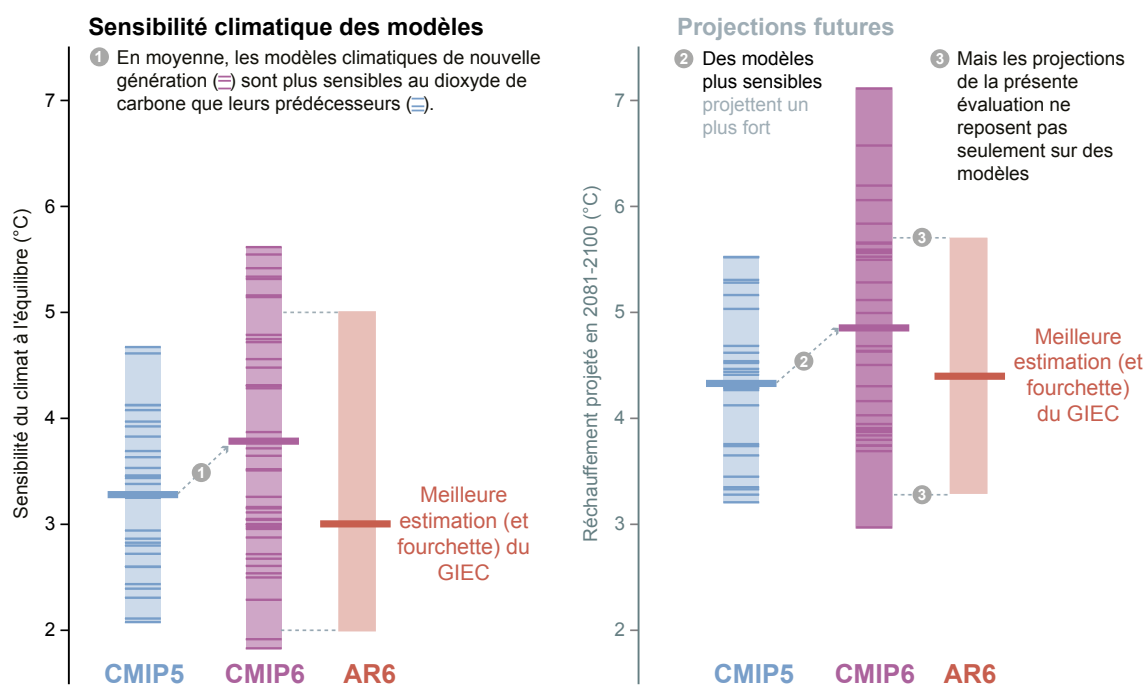 Sensibilité climatique des modèles
1 En moyenne, les modèles climatiques de nouvelle
génération ( ) sont plus sensibles au dioxyde de
carbone que leurs prédécesseurs ( ).
Sensibilité du climat à l'équilibre (°C)
7
6
5
4
3
2
1
Meilleure
estimation (et
fourchette) du
GIEC
CMIP5
CMIP6
AR6
Projections futures
2 Des modèles
plus sensibles
projettent un
plus fort
3 Mais les projections
de la présente
évaluation ne
reposent pas
seulement sur des
modèles
Réchauffement projeté en 2081-2100 (°C)
7
6
5
4
3
2
2
3
3
Meilleure
estimation (et
fourchette)
du GIEC
CMIP5
CMIP6
AR6